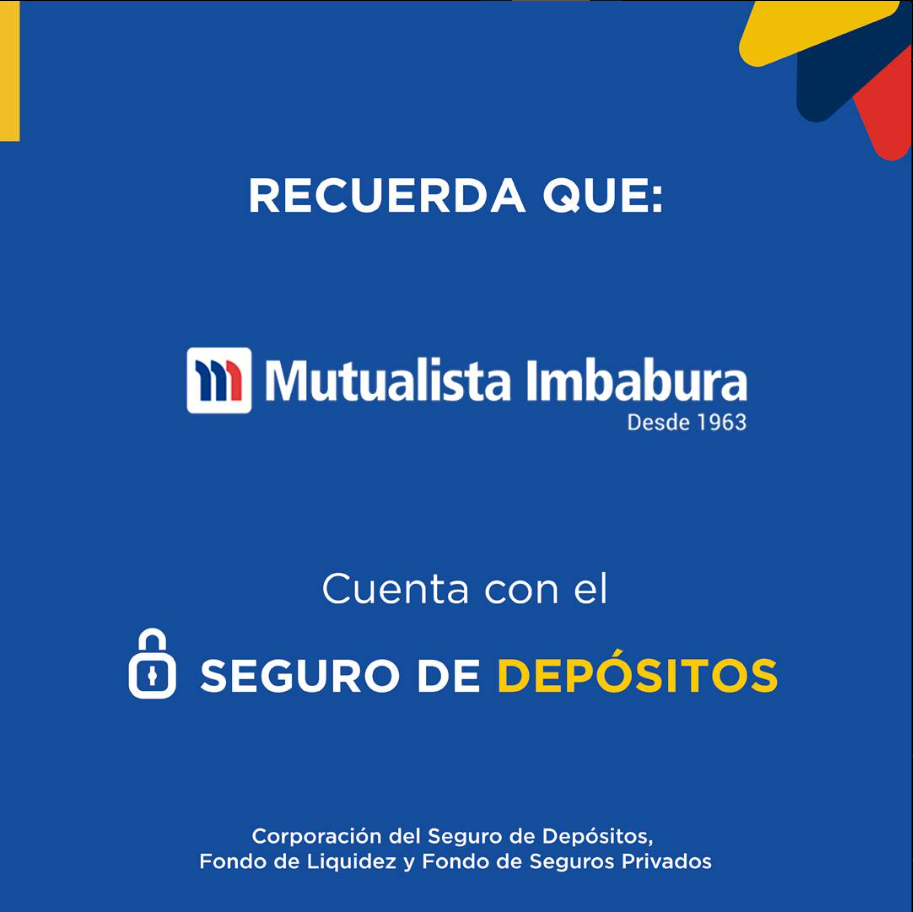 RECUERDA QUE:
Mutualista Imbabura
Desde 1963
Cuenta con el
SEGURO DE DEPÓSITOS
Corporación del Seguro de Depósitos,
Fondo de Liquidez y Fondo de Seguros Privados